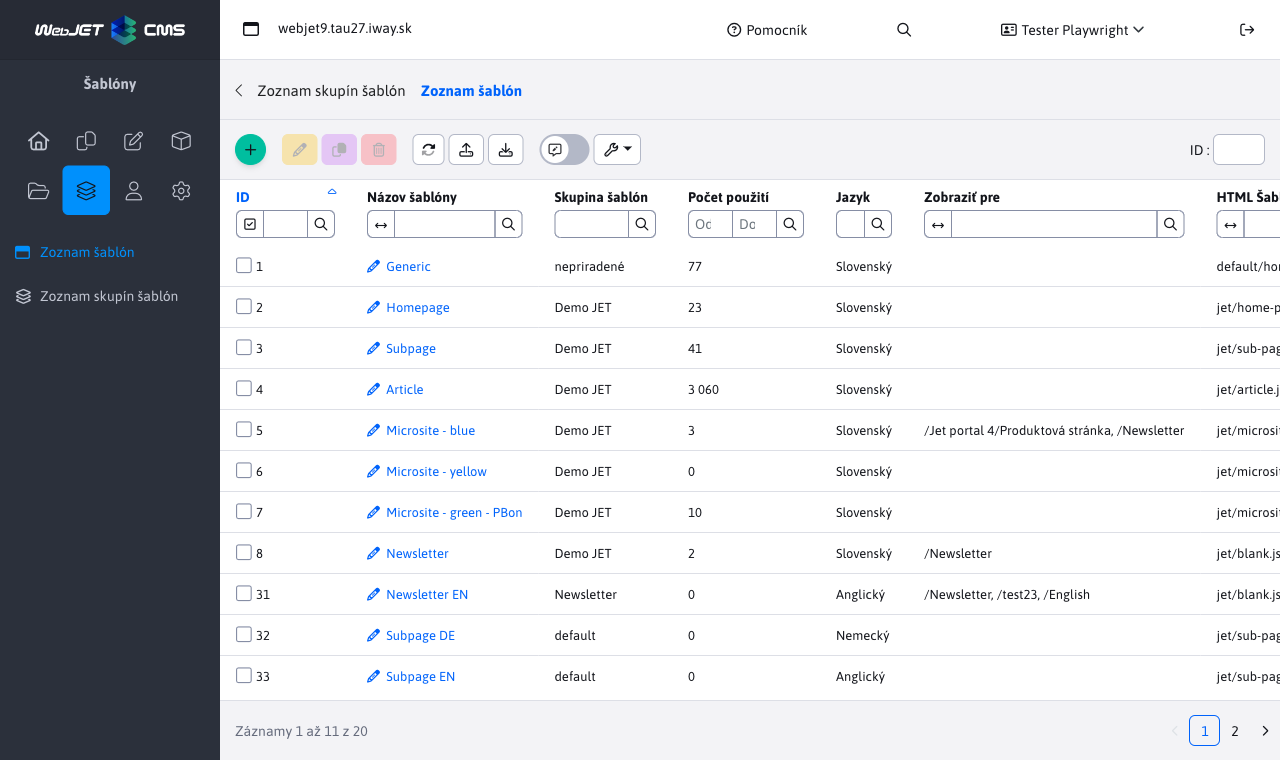 WebJET CMS
webjet9.tau27.iway.sk
Pomocník
Tester Playwright
Šablóny
Zoznam skupín šablón Zoznam šablón
ID :
Zoznam šablón
Zoznam skupín šablón
ID Názov šablóny Skupina šablón Počet použití Jazyk Zobraziť pre HTML Šab
Od Do
1 Generic nepriradené 77 Slovenský default/ho
2 Homepage Demo JET 23 Slovenský jet/home-p
3 Subpage Demo JET 41 Slovenský jet/sub-pag
4 Article Demo JET 3 060 Slovenský jet/article.j
5 Microsite - blue Demo JET 3 Slovenský /Jet portal 4/Produktová stránka, /Newsletter jet/microsi
6 Microsite - yellow Demo JET 0 Slovenský jet/microsi
7 Microsite - green - PBon Demo JET 10 Slovenský jet/microsi
8 Newsletter Demo JET 2 Slovenský /Newsletter jet/blank.js
31 Newsletter EN Newsletter 0 Anglický /Newsletter, /test23, /English jet/blank.js
32 Subpage DE default 0 Nemecký jet/sub-pag
33 Subpage EN default 0 Anglický jet/sub-pag
Záznamy 1 až 11 z 20
1 2